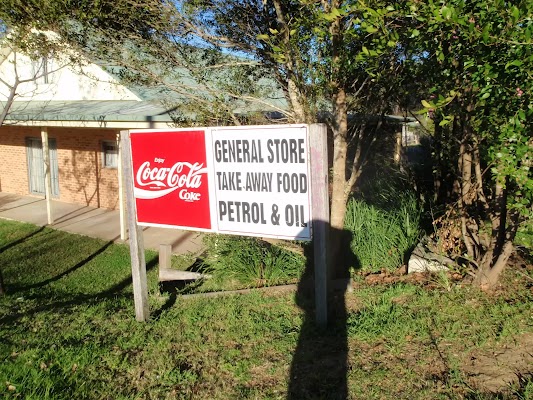 Enjoy
Coca-Cola
Coke
GENERAL STORE
TAKE AWAY FOOD
PETROL & OIL